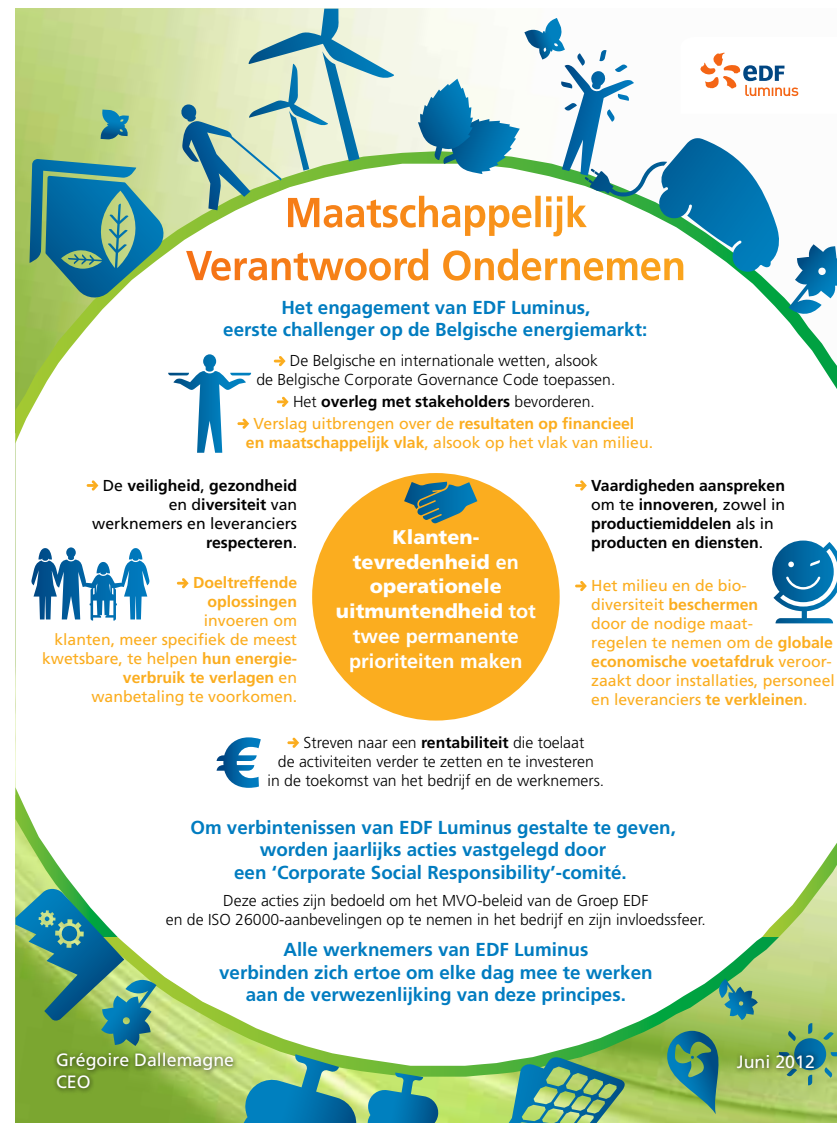 eDF
luminus
Maatschappelijk
Verantwoord Ondernemen
Het engagement van EDF Luminus,
eerste challenger op de Belgische energiemarkt:
→ De Belgische en internationale wetten, alsook
de Belgische Corporate Governance Code toepassen.
→ Het overleg met stakeholders bevorderen.
→ Verslag uitbrengen over de resultaten op financieel
en maatschappelijk vlak, alsook op het vlak van milieu.
→ De veiligheid, gezondheid
en diversiteit van
werknemers en leveranciers
respecteren.
→ Doeltreffende
oplossingen
invoeren om
klanten, meer specifiek de meest
kwetsbare, te helpen hun energie-
verbruik te verlagen en
wanbetaling te voorkomen.
Klanten-
tevredenheid en
operationele
uitmuntendheid tot
twee permanente
prioriteiten maken
→ Vaardigheden aanspreken
om te innoveren, zowel in
productiemiddelen als in
producten en diensten.
→ Het milieu en de bio-
diversiteit beschermen
door de nodige maat-
regelen te nemen om de globale
economische voetafdruk veroor-
zaakt door installaties, personeel
en leveranciers te verkleinen.
€
→ Streven naar een rentabiliteit die toelaat
de activiteiten verder te zetten en te investeren
in de toekomst van het bedrijf en de werknemers.
Om verbintenissen van EDF Luminus gestalte te geven,
worden jaarlijks acties vastgelegd door
een ‘Corporate Social Responsibility’-comité.
Deze acties zijn bedoeld om het MVO-beleid van de Groep EDF
en de ISO 26000-aanbevelingen op te nemen in het bedrijf en zijn invloedssfeer.
Alle werknemers van EDF Luminus
verbinden zich ertoe om elke dag mee te werken
aan de verwezenlijking van deze principes.
Grégoire Dallemagne
CEO
Juni 2012